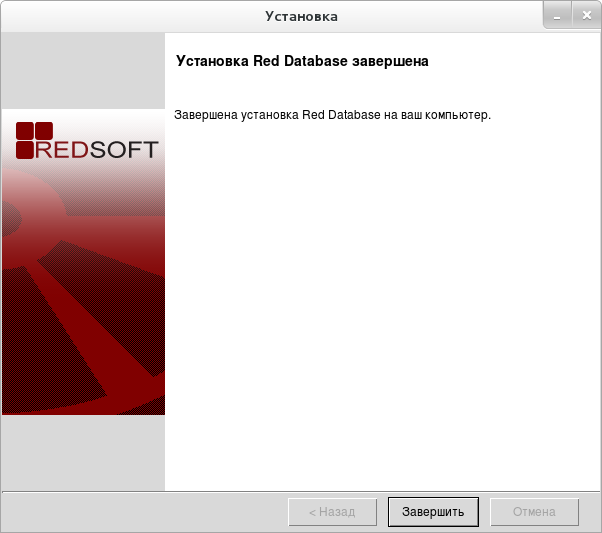 Установка
Установка Red Database завершена
Завершена установка Red Database на ваш компьютер.
REDSOFT
< Назад
Завершить
Отмена